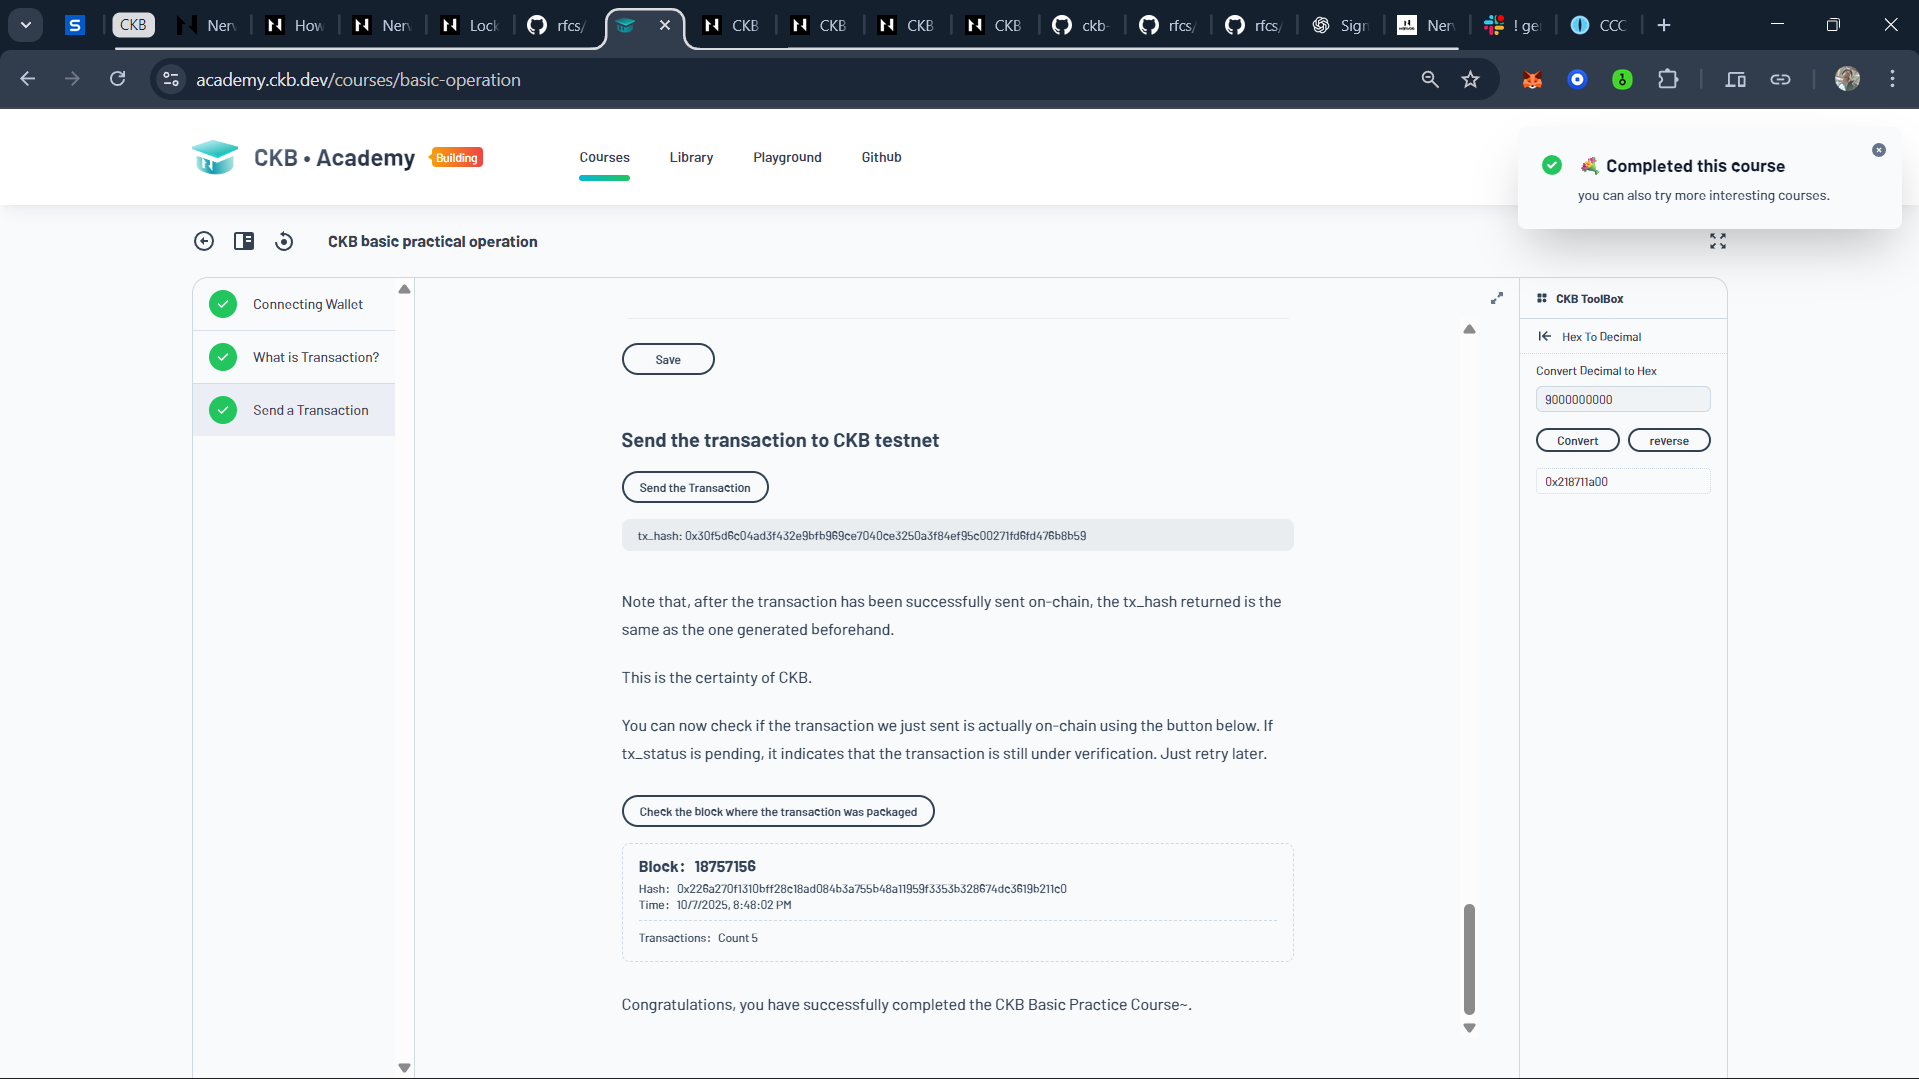 CKB
Nerv
How
Nerv
Lock
rfcs/
CKB
CKB
CKB
CKB
ckb-
rfcs/
rfcs/
Sign
Nerv
! gen
CCC
academy.ckb.dev/courses/basic-operation
CKB • Academy
Building
Courses
Library
Playground
Github
Completed this course
you can also try more interesting courses.
CKB basic practical operation
Connecting Wallet
What is Transaction?
Send a Transaction
Save
Send the transaction to CKB testnet
Send the Transaction
tx_hash: 0x30f5d6c04ad3f432e9bfb969ce7040ce3250a3f84ef95c00271fd6fd476b8b59
Note that, after the transaction has been successfully sent on-chain, the tx_hash returned is the
same as the one generated beforehand.
This is the certainty of CKB.
You can now check if the transaction we just sent is actually on-chain using the button below. If
tx_status is pending, it indicates that the transaction is still under verification. Just retry later.
Check the block where the transaction was packaged
Block: 18757156
Hash: 0x226a270f1310bff28c18ad084b3a755b48a11959f3353b328674dc3619b211c0
Time: 10/7/2025, 8:48:02 PM
Transactions: Count 5
Congratulations, you have successfully completed the CKB Basic Practice Course~.
CKB ToolBox
Hex To Decimal
Convert Decimal to Hex
9000000000
Convert
reverse
0x218711a00